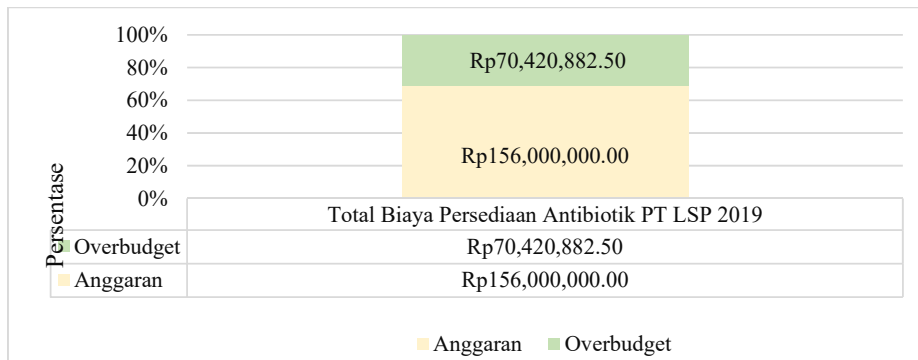 100%
80%
60%
40%
20%
0%
Persentase
Rp70,420,882.50
Rp156,000,000.00
Total Biaya Persediaan Antibiotik PT LSP 2019
Overbudget Rp70,420,882.50
Anggaran Rp156,000,000.00
Anggaran Overbudget